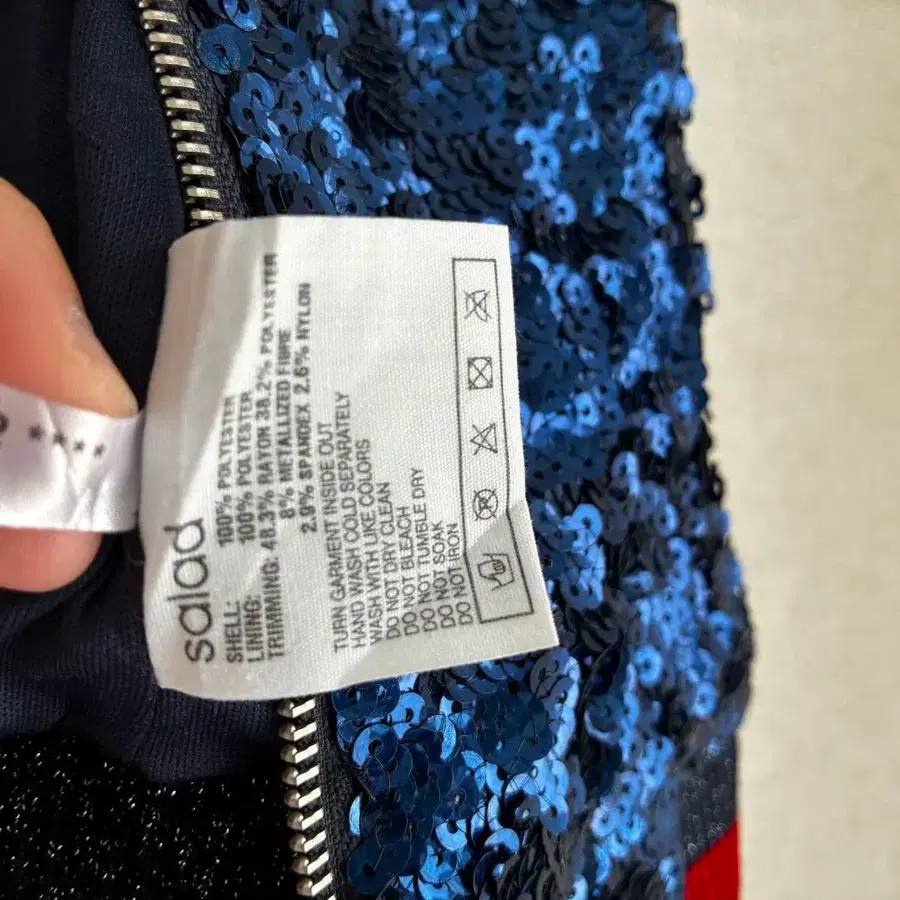 salad
SHELL: 100% POLYESTER
LINING: 100% POLYESTER
TRIMMING: 48.3% RAYON 38.2% POLYESTER
8% METALLIZED FIBRE
2.9% SPANDEX 2.6% NYLON
TURN GARMENT INSIDE OUT
HAND WASH COLD SEPARATELY
WASH WITH LIKE COLORS
DO NOT DRY CLEAN
DO NOT BLEACH
DO NOT TUMBLE DRY
DO NOT SOAK
DO NOT IRON